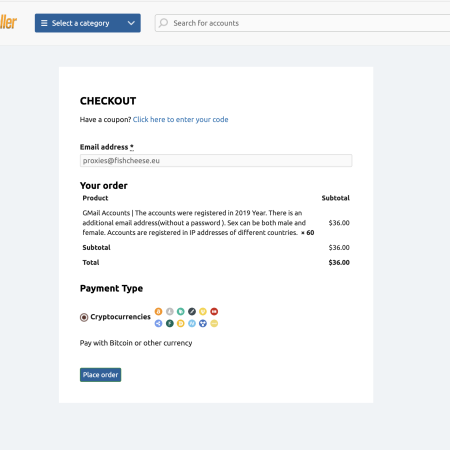 ller
Select a category
Search for accounts
CHECKOUT
Have a coupon? Click here to enter your code
Email address *
proxies@fishcheese.eu
Your order
Product Subtotal
GMail Accounts | The accounts were registered in 2019 Year. There is an
additional email address(without a password ). Sex can be both male and $36.00
female. Accounts are registered in IP addresses of different countries. × 60
Subtotal $36.00
Total $36.00
Payment Type
Cryptocurrencies
Pay with Bitcoin or other currency
Place order